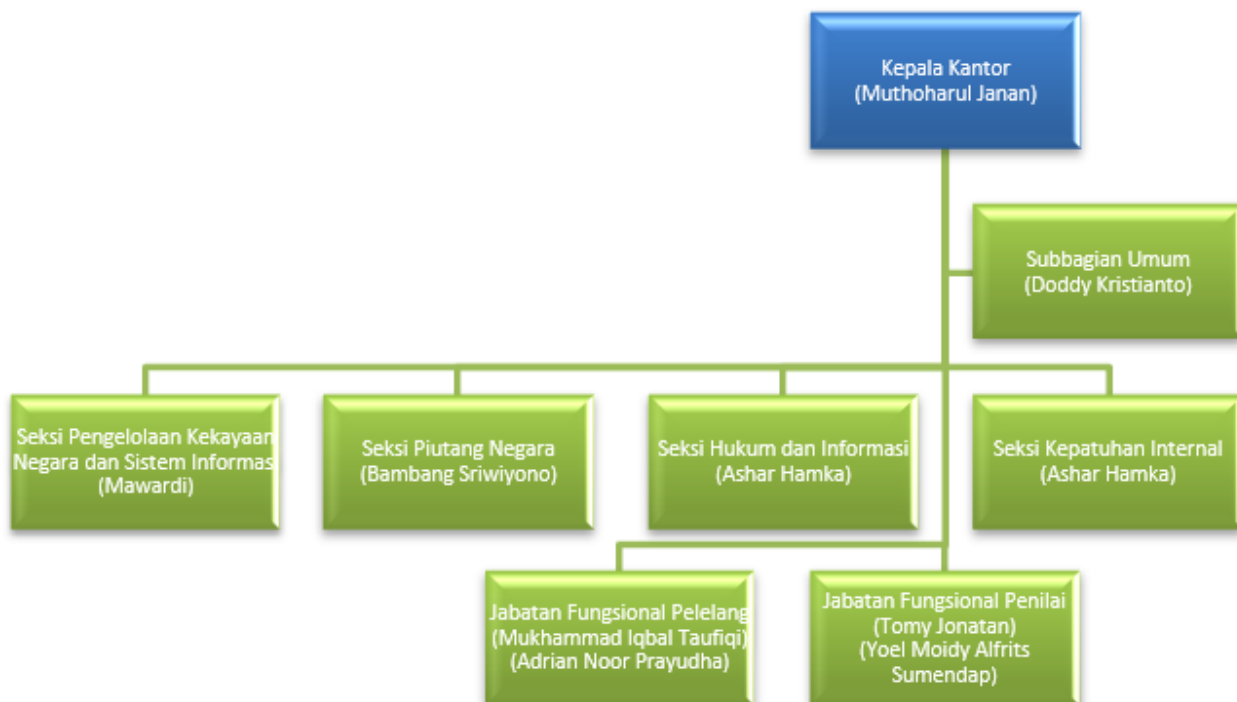 Kepala Kantor
(Muthoharul Janan)
Subbagian Umum
(Doddy Kristianto)
Seksi Pengelolaan Kekayaan
Negara dan Sistem Informasi
(Mawardi)
Seksi Piutang Negara
(Bambang Sriwiyono)
Seksi Hukum dan Informasi
(Ashar Hamka)
Seksi Kepatuhan Internal
(Ashar Hamka)
Jabatan Fungsional Pelelang
(Mukhammad Iqbal Taufiqi)
(Adrian Noor Prayudha)
Jabatan Fungsional Penilai
(Tomy Jonatan)
(Yoel Moidy Alfrits
Sumendap)